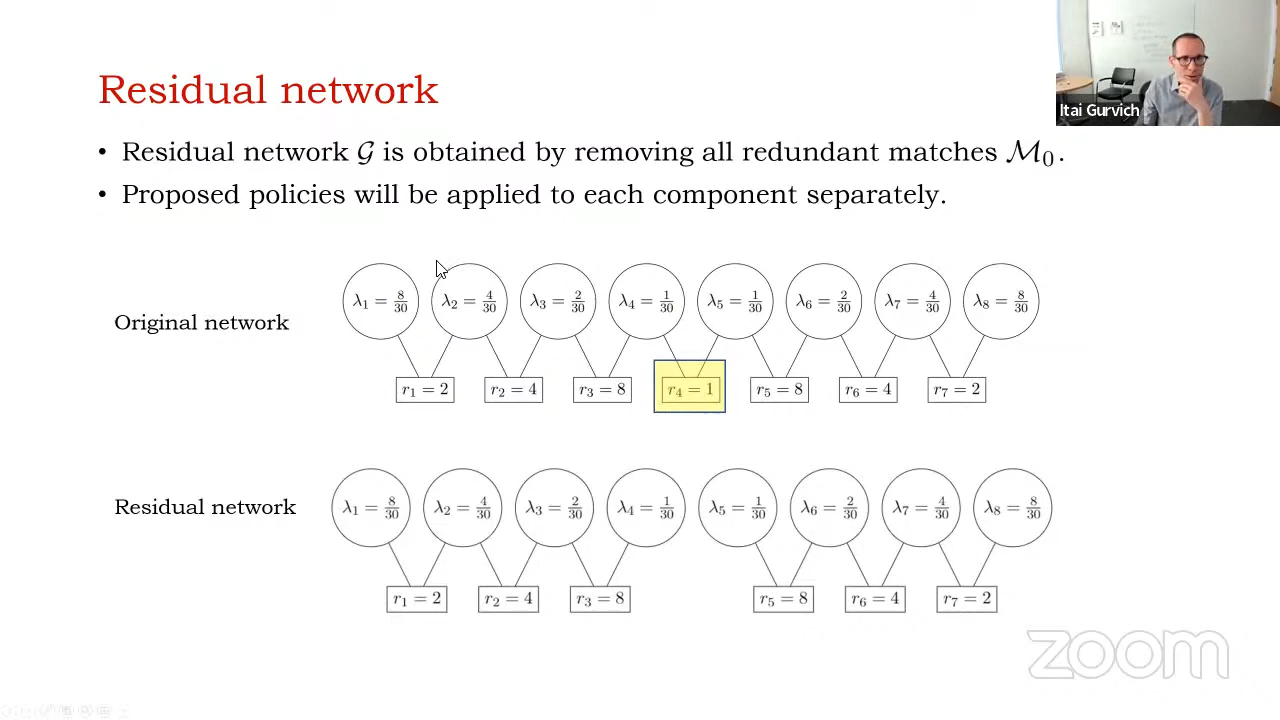 Residual network
Itai Gurvich
• Residual network 𝒢 is obtained by removing all redundant matches ℳ₀.
• Proposed policies will be applied to each component separately.
λ₁ = 8/30 λ₂ = 4/30 λ₃ = 2/30 λ₄ = 1/30 λ₅ = 1/30 λ₆ = 2/30 λ₇ = 4/30 λ₈ = 8/30
Original network
r₁ = 2 r₂ = 4 r₃ = 8 r₄ = 1 r₅ = 8 r₆ = 4 r₇ = 2
Residual network
λ₁ = 8/30 λ₂ = 4/30 λ₃ = 2/30 λ₄ = 1/30 λ₅ = 1/30 λ₆ = 2/30 λ₇ = 4/30 λ₈ = 8/30
r₁ = 2 r₂ = 4 r₃ = 8 r₅ = 8 r₆ = 4 r₇ = 2
zoom